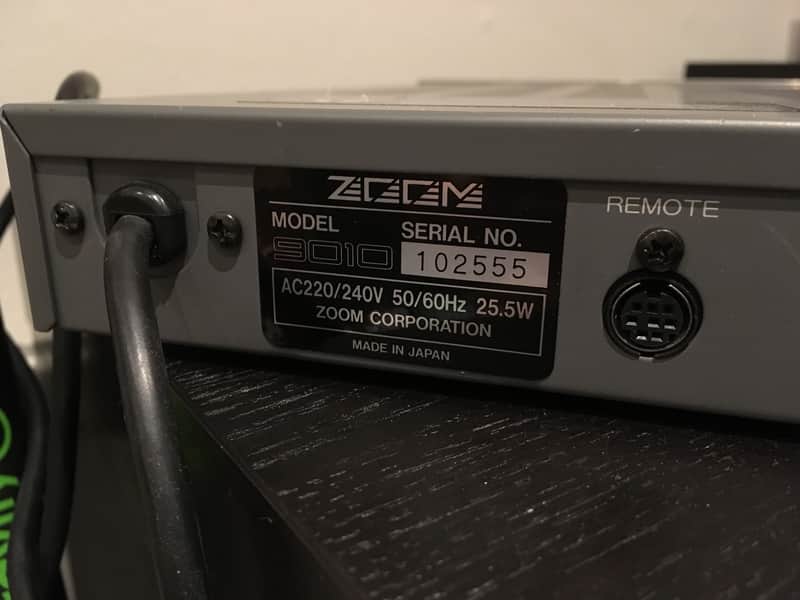 ZOOM
MODEL
9010
SERIAL NO.
102555
AC220/240V 50/60Hz 25.5W
ZOOM CORPORATION
MADE IN JAPAN
REMOTE